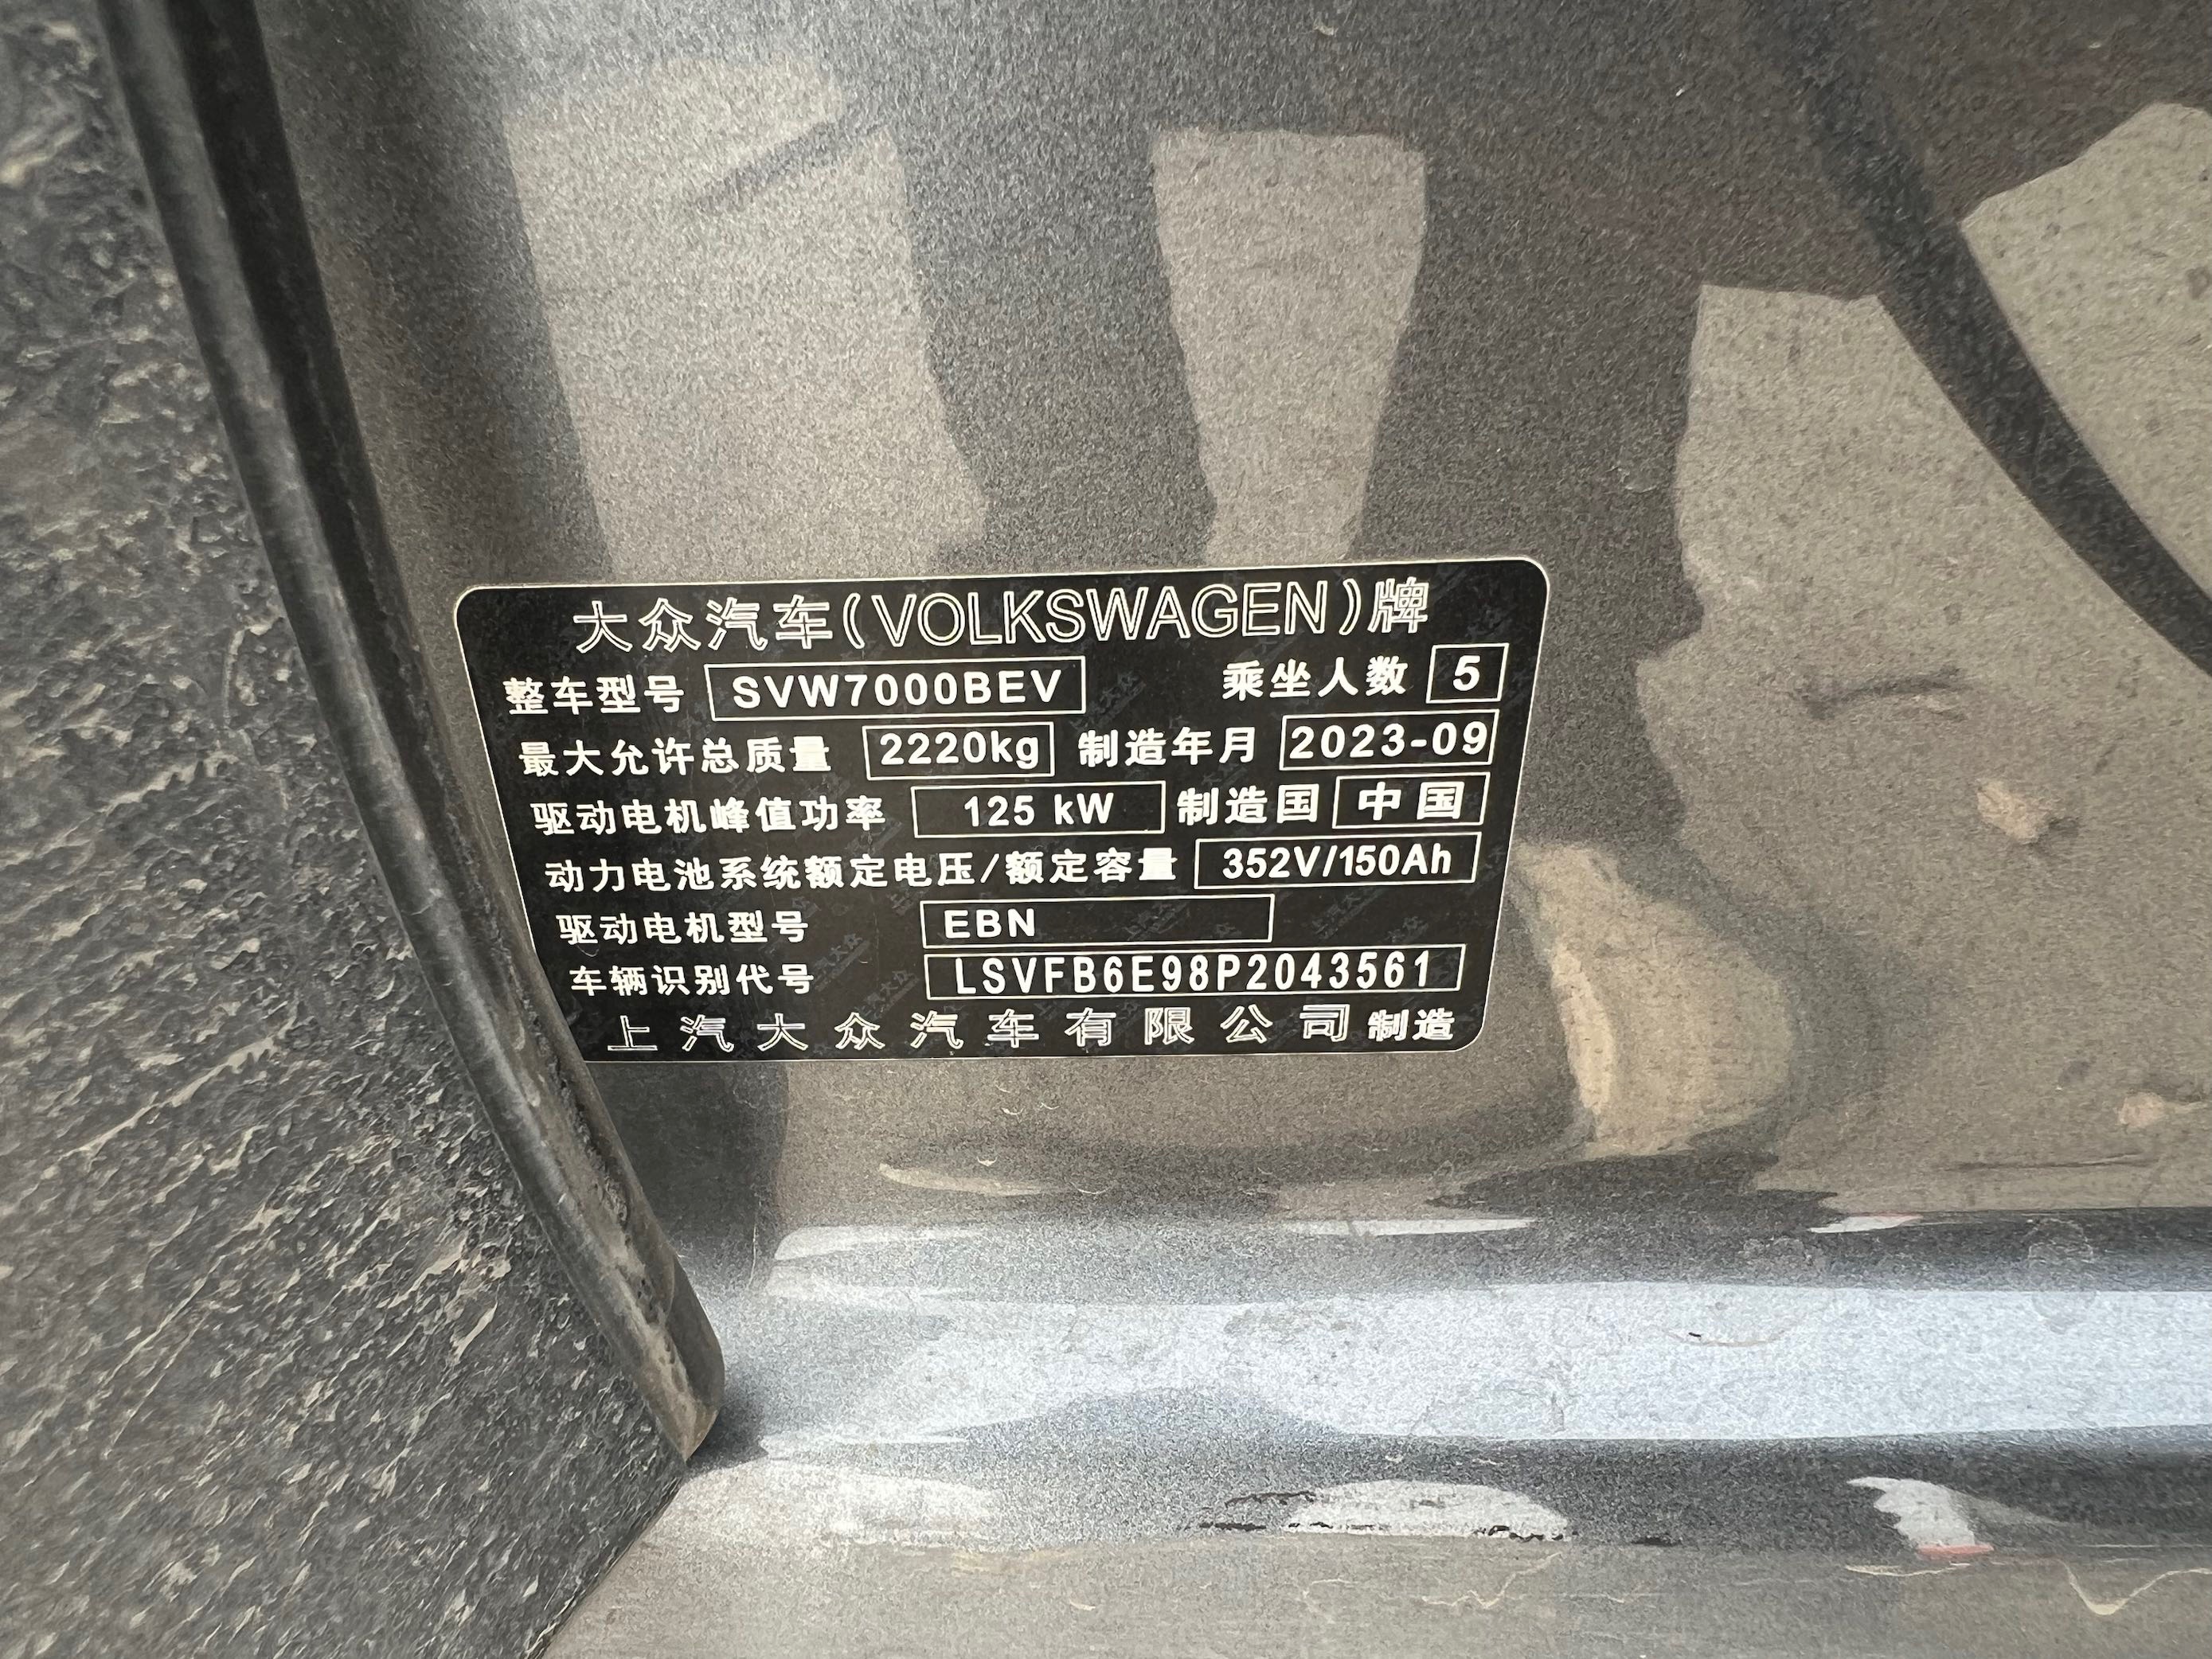 大众汽车(VOLKSWAGEN)牌
整车型号 SVW7000BEV 乘坐人数 5
最大允许总质量 2220kg 制造年月 2023-09
驱动电机峰值功率 125 kW 制造国 中国
动力电池系统额定电压/额定容量 352V/150Ah
驱动电机型号 EBN
车辆识别代号 LSVFB6E98P2043561
上汽大众汽车有限公司制造